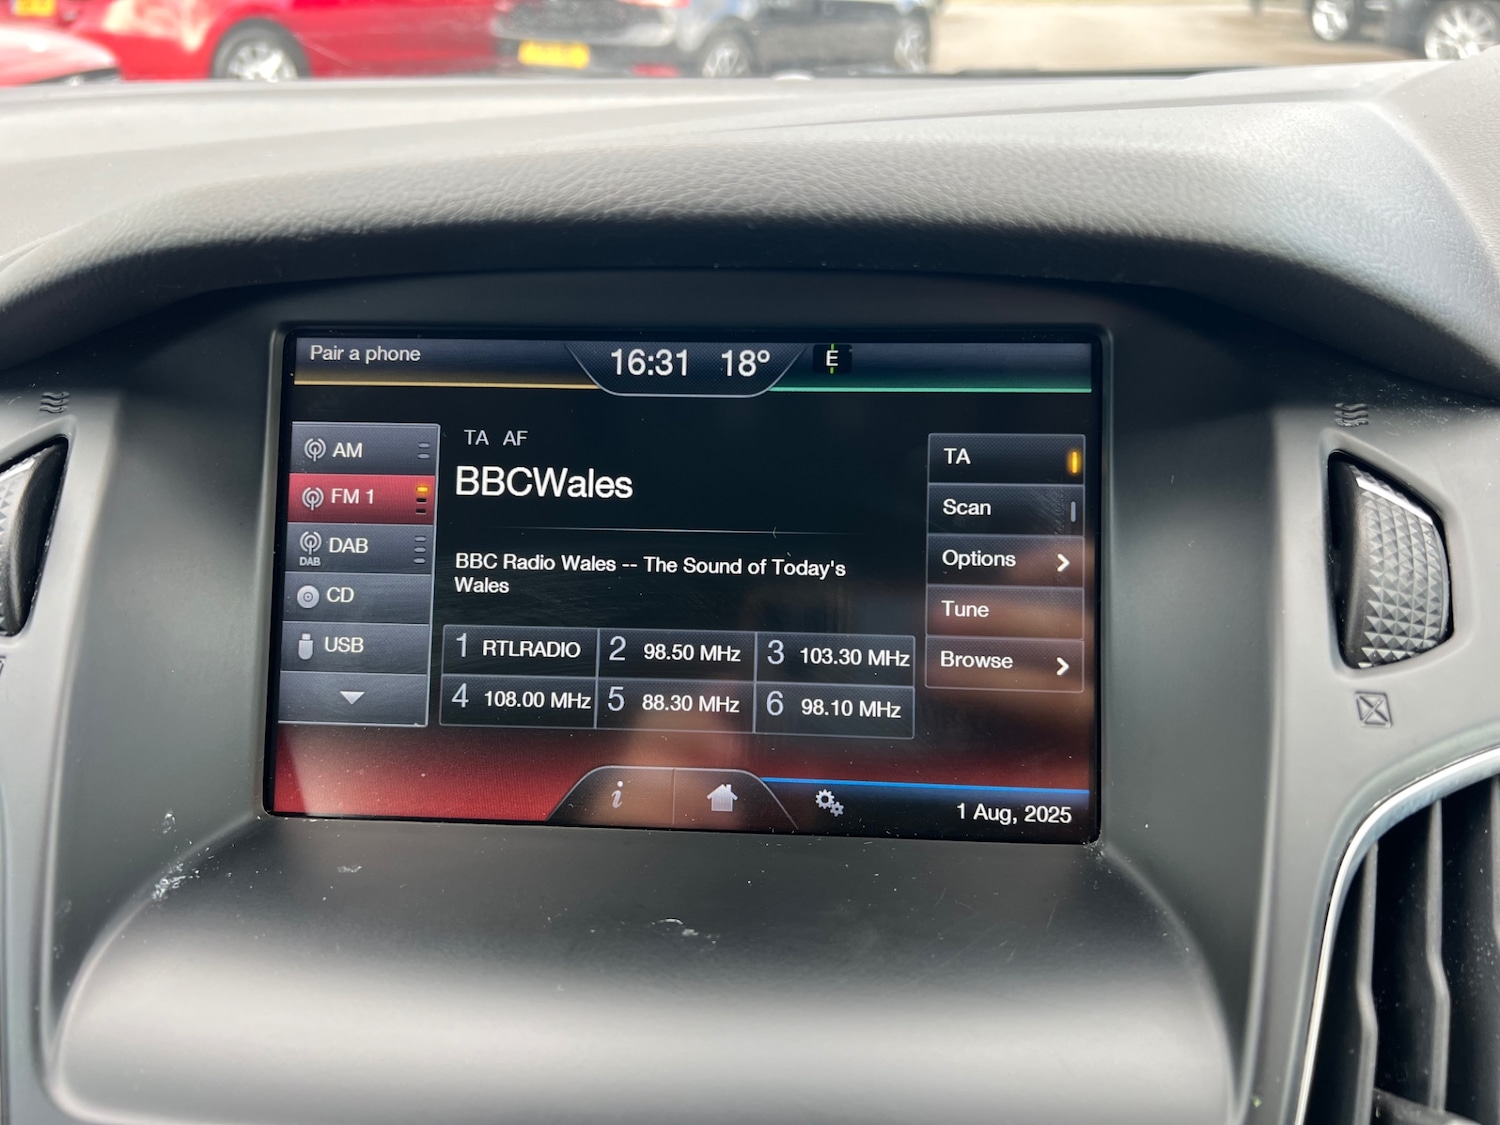 Pair a phone
16:31 18° E
AM
FM 1
DAB
DAB
CD
USB
TA AF
BBCWales
BBC Radio Wales -- The Sound of Today's
Wales
1 RTLRADIO 2 98.50 MHz 3 103.30 MHz
4 108.00 MHz 5 88.30 MHz 6 98.10 MHz
TA
Scan
Options
Tune
Browse
i
1 Aug, 2025